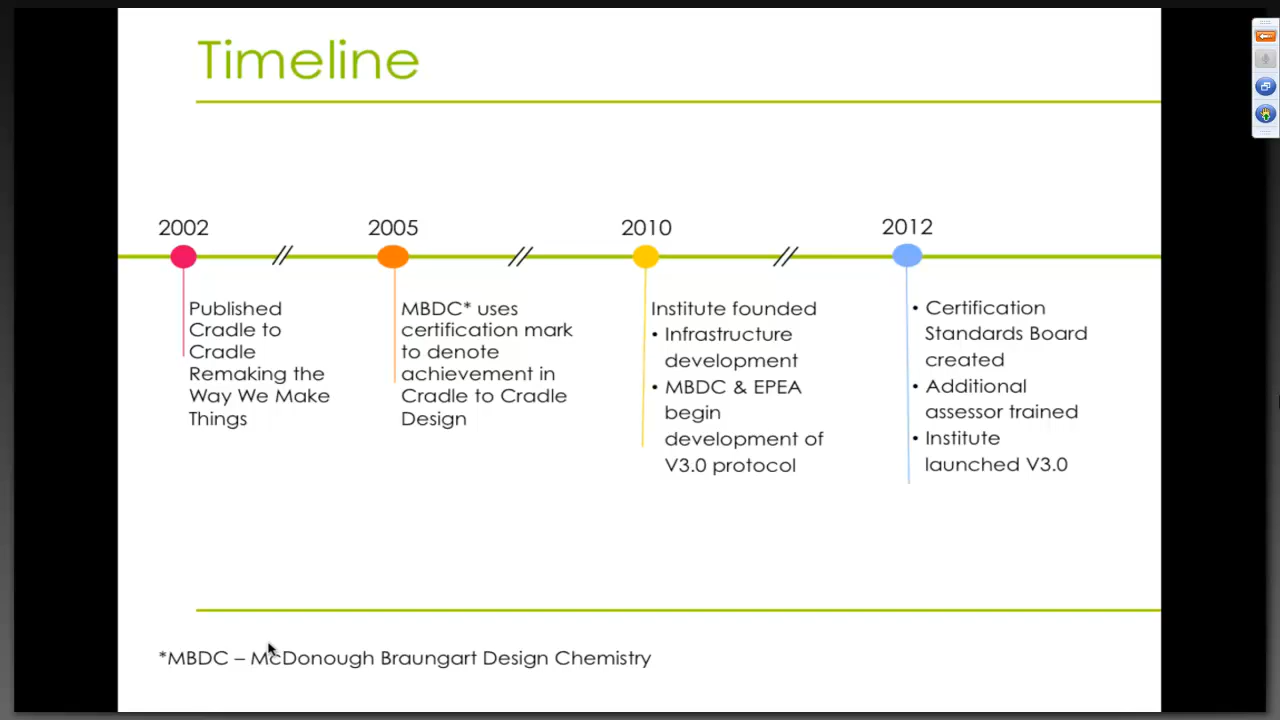 Timeline
2002
2005
2010
2012
Published
Cradle to
Cradle
Remaking the
Way We Make
Things
MBDC* uses
certification mark
to denote
achievement in
Cradle to Cradle
Design
Institute founded
• Infrastructure
development
• MBDC & EPEA
begin
development of
V3.0 protocol
• Certification
Standards Board
created
• Additional
assessor trained
• Institute
launched V3.0
*MBDC – McDonough Braungart Design Chemistry